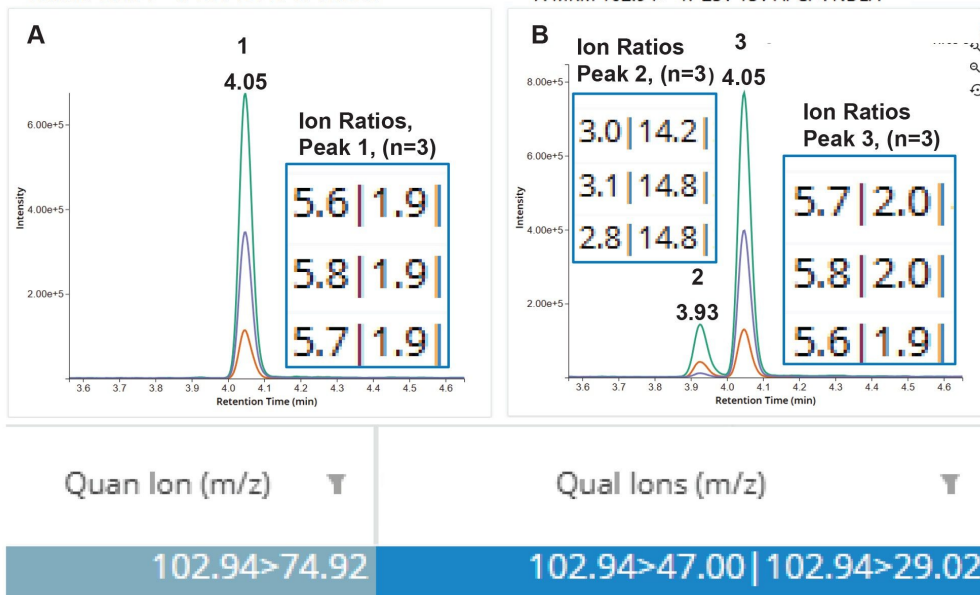 A
1
4.05
Ion Ratios,
Peak 1, (n=3)
5.6|1.9|
5.8|1.9|
5.7|1.9|
6.00e+5
4.00e+5
2.00e+5
Intensity
3.6 3.7 3.8 3.9 4.0 4.1 4.2 4.3 4.4 4.5 4.6
Retention Time (min)
B
Ion Ratios
Peak 2, (n=3)
3.0|14.2|
3.1|14.8|
2.8|14.8|
3
4.05
2
3.93
Ion Ratios
Peak 3, (n=3)
5.7|2.0|
5.8|2.0|
5.6|1.9|
8.00e+5
6.00e+5
4.00e+5
2.00e+5
Intensity
3.6 3.7 3.8 3.9 4.0 4.1 4.2 4.3 4.4 4.5 4.6
Retention Time (min)
Quan Ion (m/z)
Qual Ions (m/z)
102.94>74.92
102.94>47.00|102.94>29.02